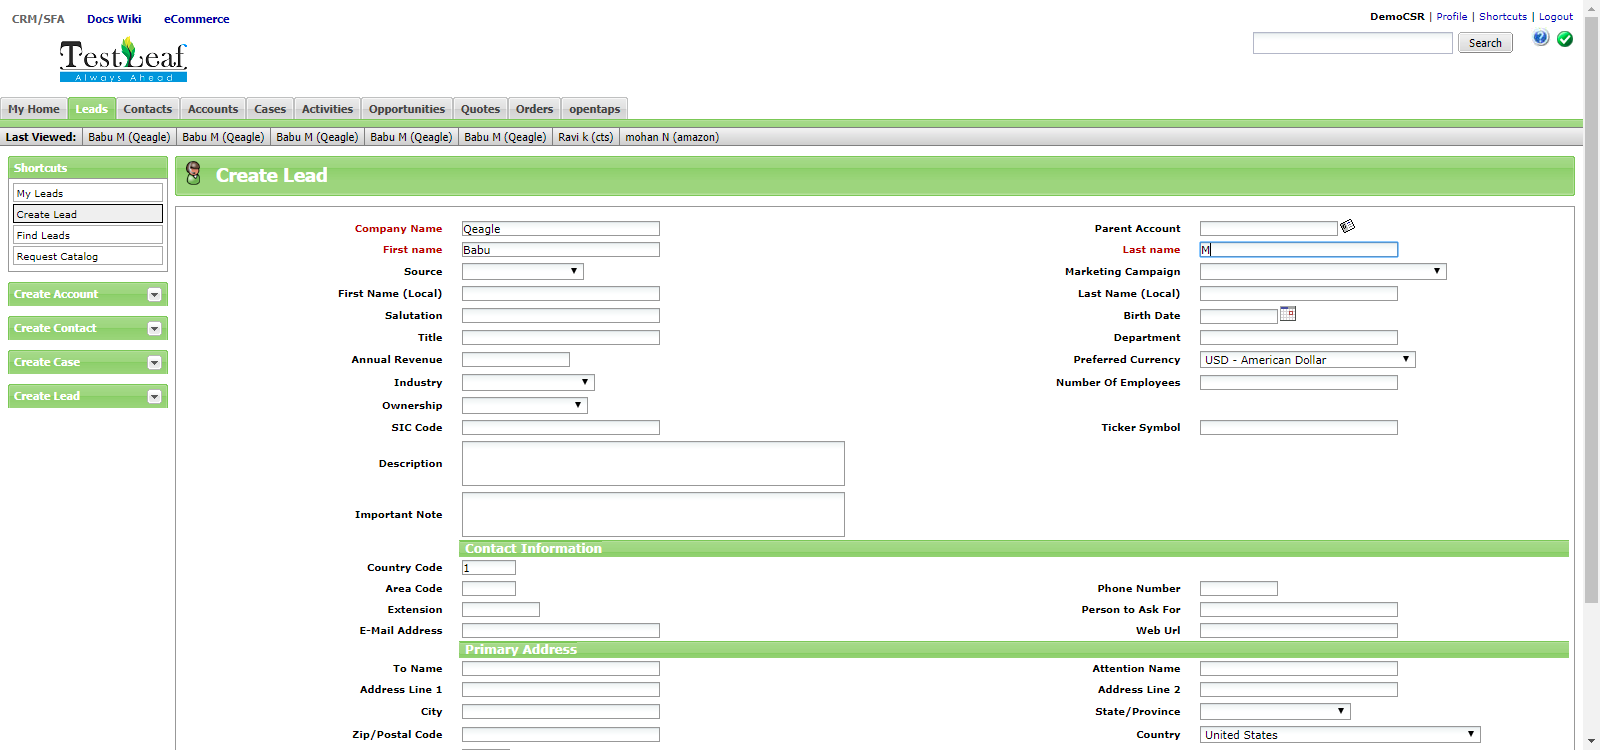 CRM/SFA Docs Wiki eCommerce
DemoCSR | Profile | Shortcuts | Logout
TestLeaf
Always Ahead
Search
My Home Leads Contacts Accounts Cases Activities Opportunities Quotes Orders opentaps
Last Viewed: Babu M (Qeagle) Babu M (Qeagle) Babu M (Qeagle) Babu M (Qeagle) Babu M (Qeagle) Ravi k (cts) mohan N (amazon)
Shortcuts
My Leads
Create Lead
Find Leads
Request Catalog
Create Account
Create Contact
Create Case
Create Lead
Create Lead
Company Name Qeagle Parent Account
First name Babu Last name M
Source Marketing Campaign
First Name (Local) Last Name (Local)
Salutation Birth Date
Title Department
Annual Revenue Preferred Currency USD - American Dollar
Industry Number Of Employees
Ownership
SIC Code Ticker Symbol
Description
Important Note
Contact Information
Country Code 1
Area Code Phone Number
Extension Person to Ask For
E-Mail Address Web Url
Primary Address
To Name Attention Name
Address Line 1 Address Line 2
City State/Province
Zip/Postal Code Country United States